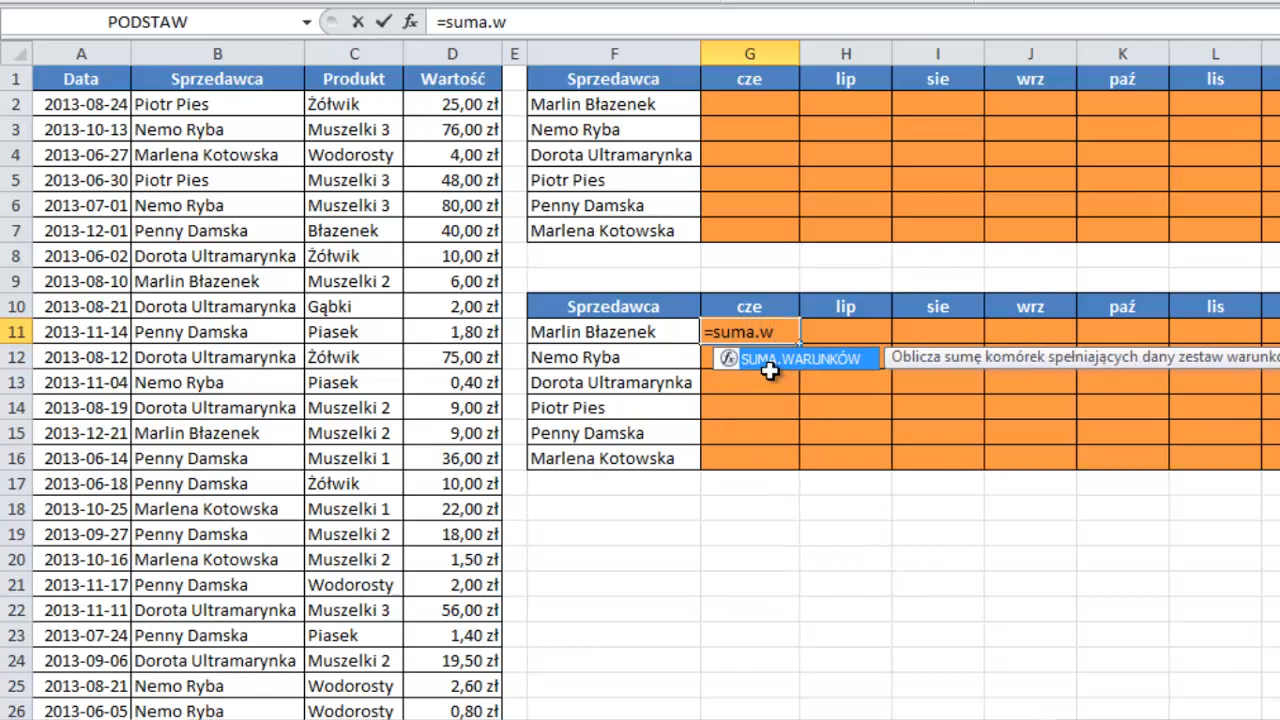 PODSTAW =suma.w
A B C D E F G H I J K L
1 Data Sprzedawca Produkt Wartość Sprzedawca cze lip sie wrz paź lis
2 2013-08-24 Piotr Pies Żółwik 25,00 zł Marlin Błazenek
3 2013-10-13 Nemo Ryba Muszelki 3 76,00 zł Nemo Ryba
4 2013-06-27 Marlena Kotowska Wodorosty 4,00 zł Dorota Ultramarynka
5 2013-06-30 Piotr Pies Muszelki 3 48,00 zł Piotr Pies
6 2013-07-01 Nemo Ryba Muszelki 3 80,00 zł Penny Damska
7 2013-12-01 Penny Damska Błazenek 40,00 zł Marlena Kotowska
8 2013-06-02 Dorota Ultramarynka Żółwik 10,00 zł
9 2013-08-10 Marlin Błazenek Muszelki 2 6,00 zł
10 2013-08-21 Dorota Ultramarynka Gąbki 2,00 zł Sprzedawca cze lip sie wrz paź lis
11 2013-11-14 Penny Damska Piasek 1,80 zł Marlin Błazenek =suma.w
12 2013-08-12 Dorota Ultramarynka Żółwik 75,00 zł Nemo Ryba SUMA.WARUNKÓW Oblicza sumę komórek spełniających dany zestaw warunkó
13 2013-11-04 Nemo Ryba Piasek 0,40 zł Dorota Ultramarynka
14 2013-08-19 Dorota Ultramarynka Muszelki 2 9,00 zł Piotr Pies
15 2013-12-21 Marlin Błazenek Muszelki 2 9,00 zł Penny Damska
16 2013-06-14 Penny Damska Muszelki 1 36,00 zł Marlena Kotowska
17 2013-06-18 Penny Damska Żółwik 10,00 zł
18 2013-10-25 Marlena Kotowska Muszelki 1 22,00 zł
19 2013-09-27 Penny Damska Muszelki 2 18,00 zł
20 2013-10-16 Marlena Kotowska Muszelki 2 1,50 zł
21 2013-11-17 Penny Damska Wodorosty 2,00 zł
22 2013-11-11 Dorota Ultramarynka Muszelki 3 56,00 zł
23 2013-07-24 Penny Damska Piasek 1,40 zł
24 2013-09-06 Dorota Ultramarynka Muszelki 2 19,50 zł
25 2013-08-21 Nemo Ryba Wodorosty 2,60 zł
26 2013-06-05 Nemo Ryba Wodorosty 0,80 zł